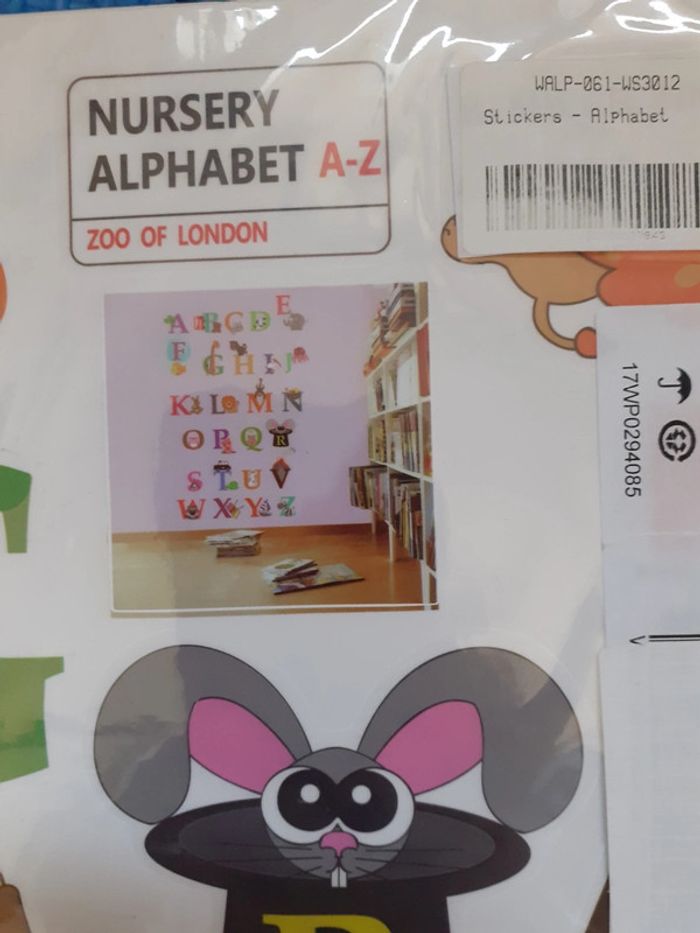 NURSERY
ALPHABET A-Z
ZOO OF LONDON
WALP-061-WS3012
Stickers - Alphabet
17WP0294085
A B C D E
F G H I J
K L M N
O P Q R
S T U V
W X Y Z
R